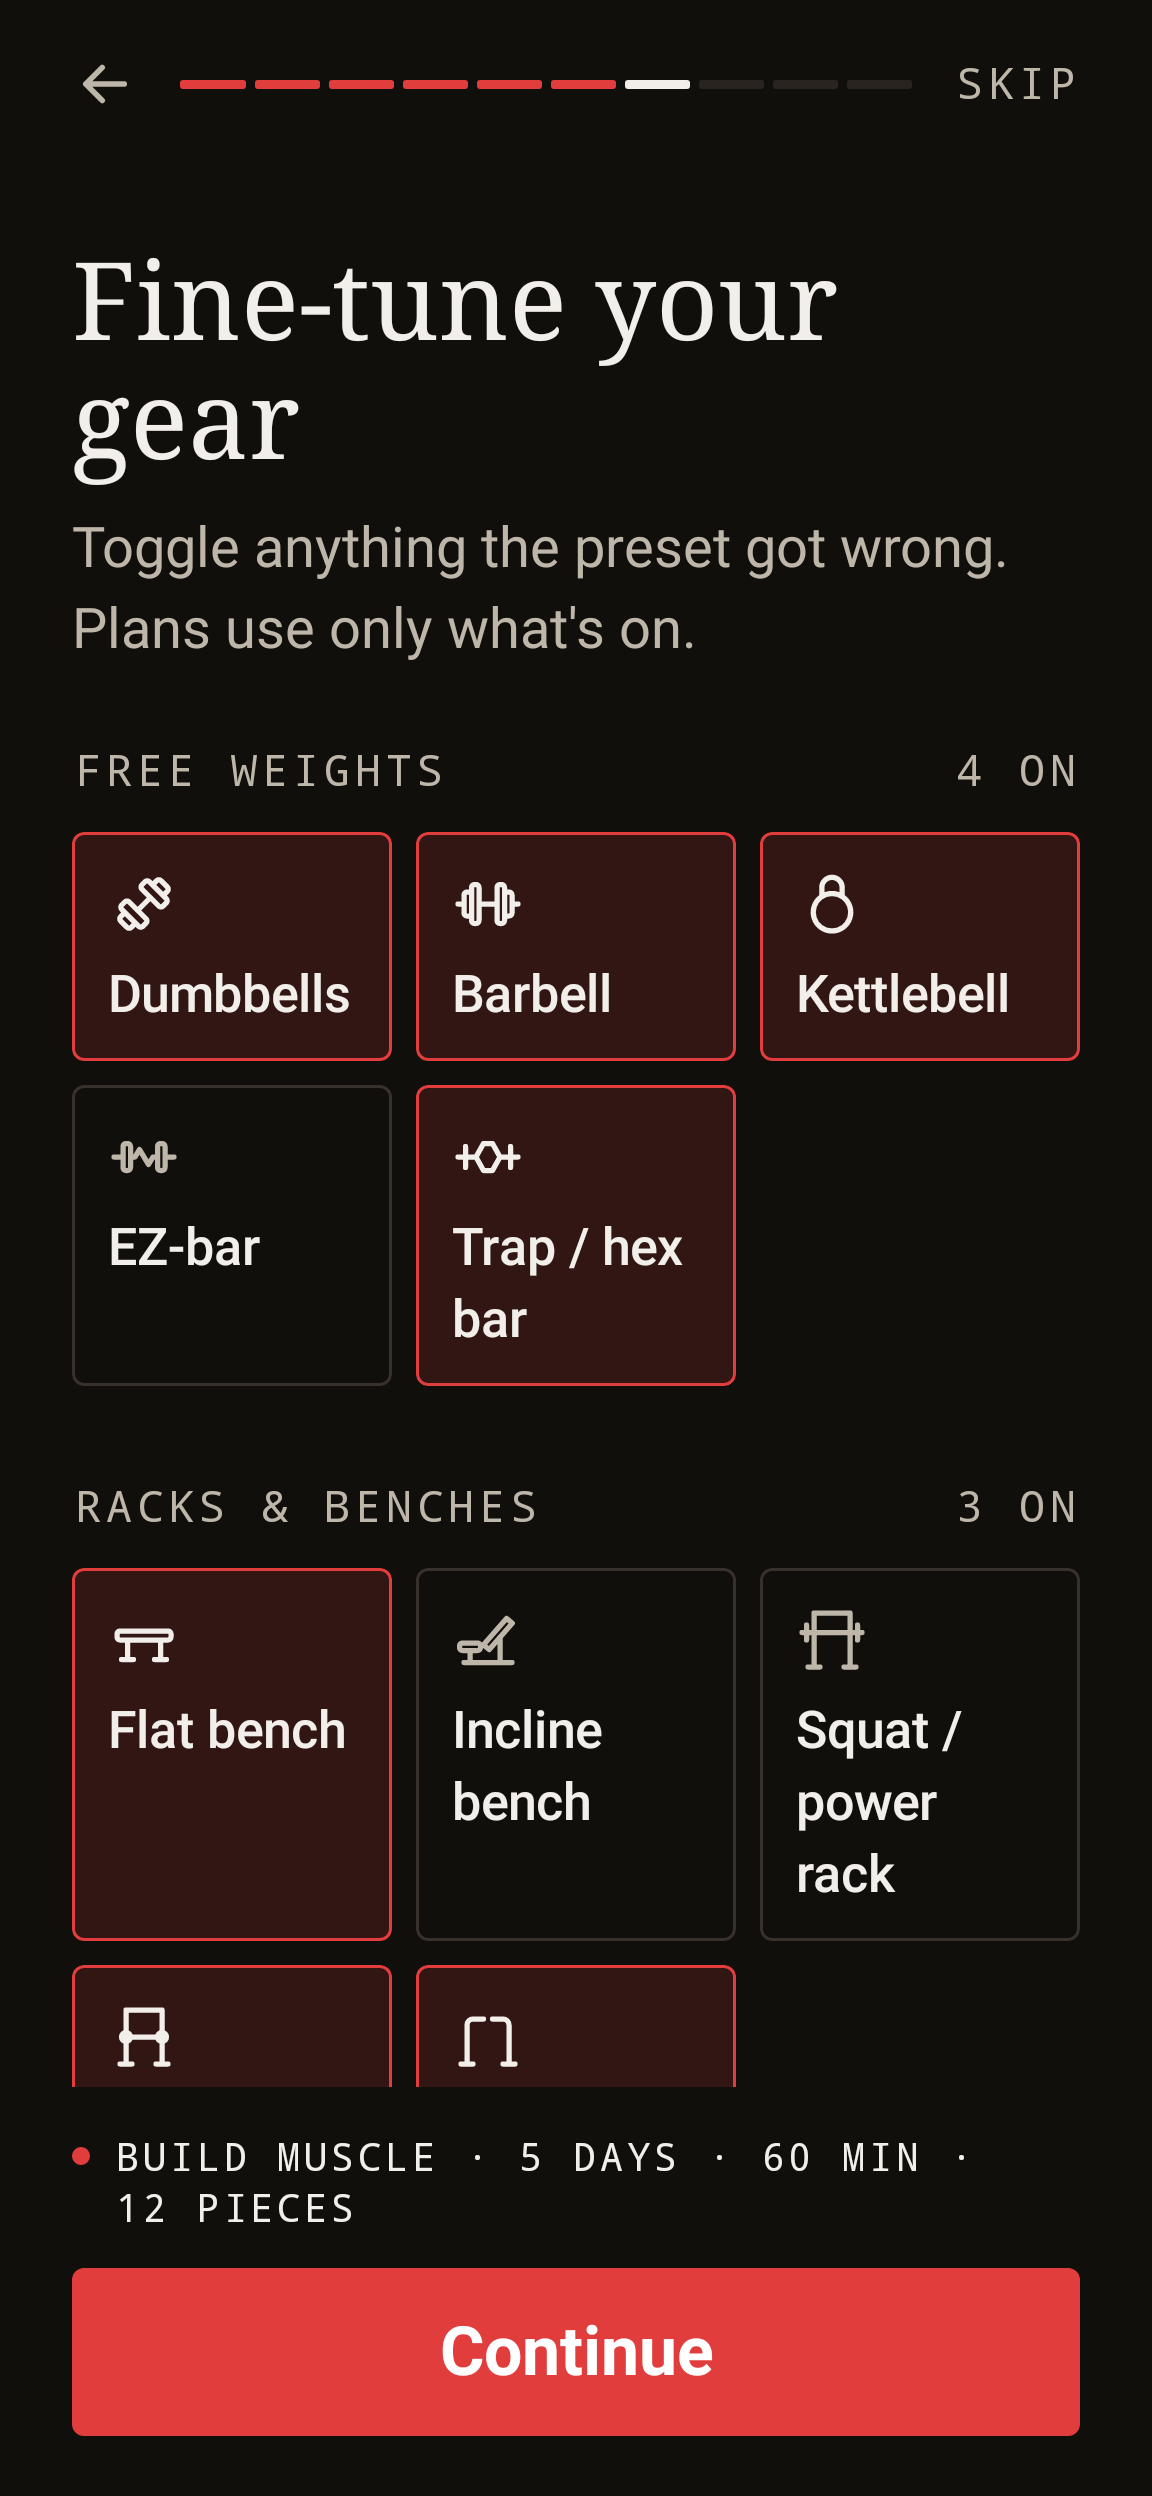 SKIP
Fine-tune your
gear
Toggle anything the preset got wrong.
Plans use only what's on.
FREE WEIGHTS 4 ON
Dumbbells Barbell Kettlebell
EZ-bar Trap / hex
bar
RACKS & BENCHES 3 ON
Flat bench Incline Squat /
bench power
rack
BUILD MUSCLE · 5 DAYS · 60 MIN ·
12 PIECES
Continue